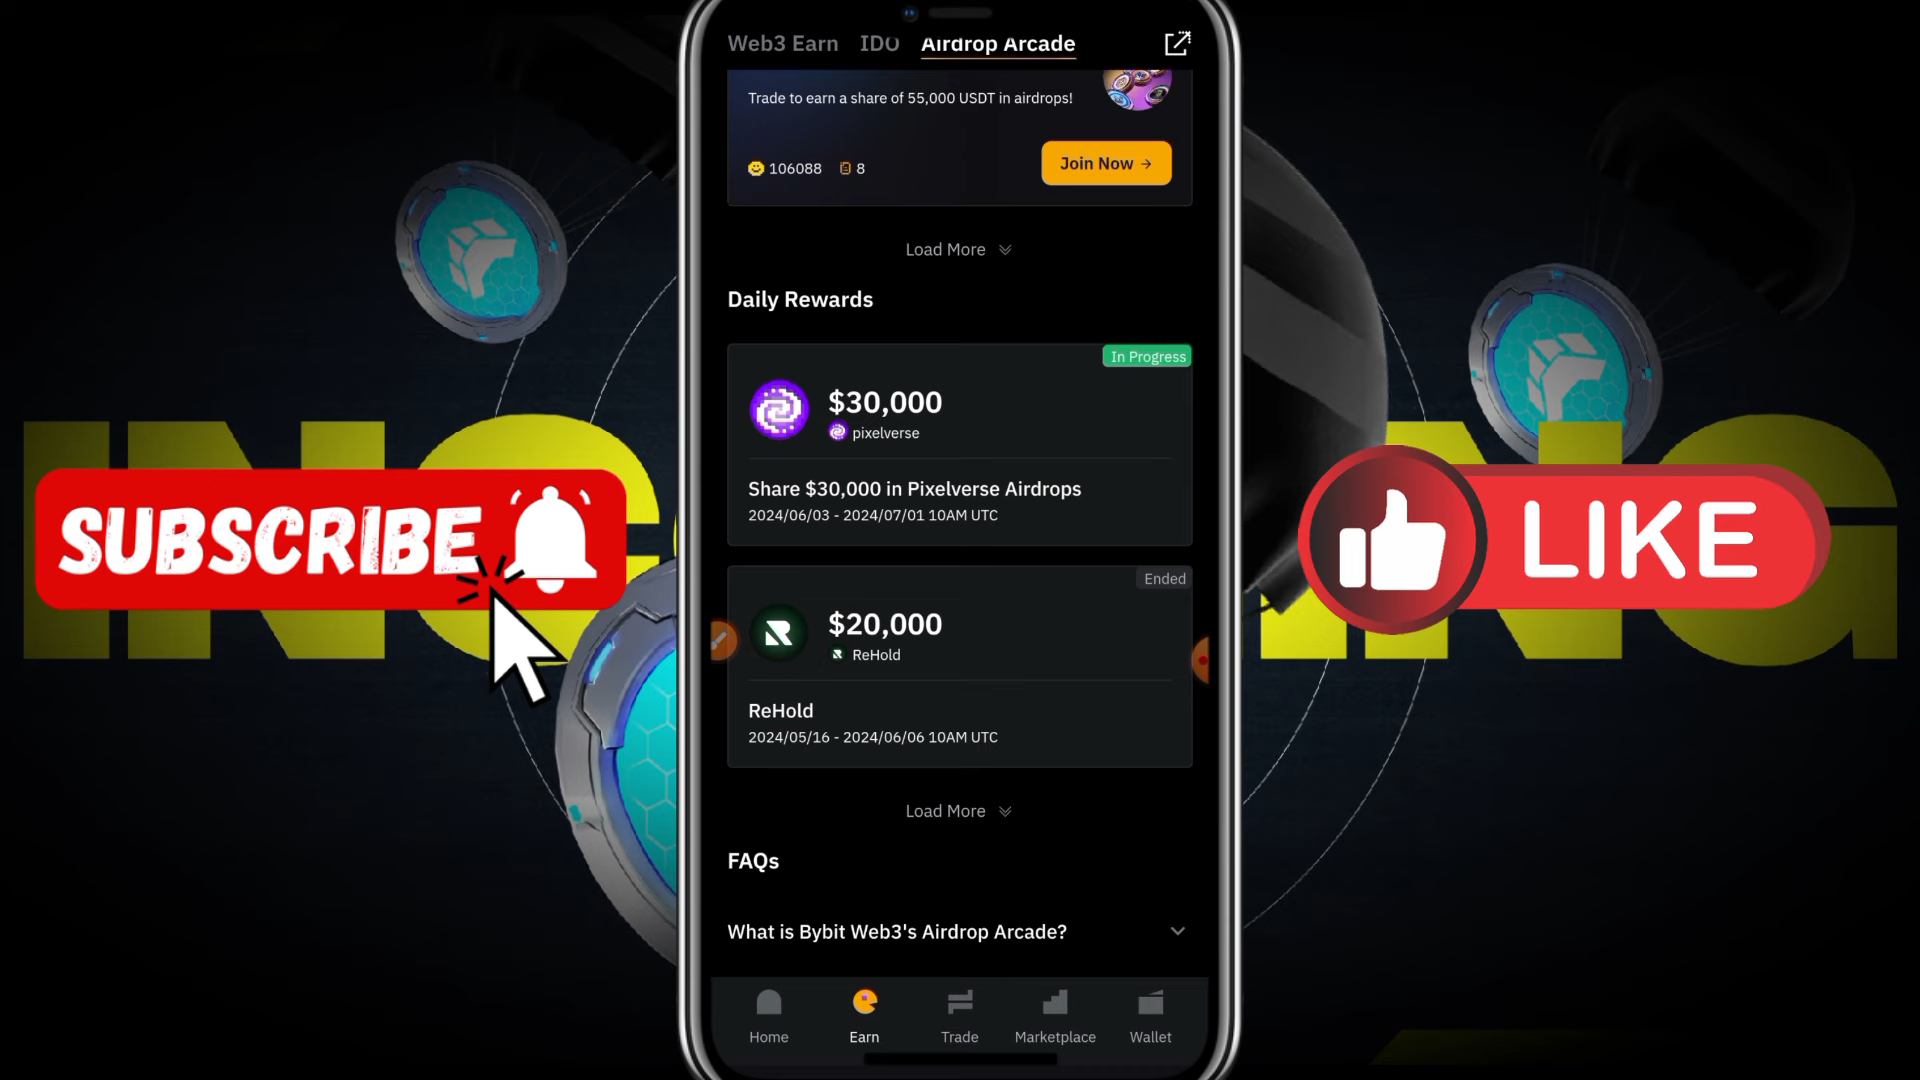 Web3 Earn IDO Airdrop Arcade
Trade to earn a share of 55,000 USDT in airdrops!
106088 8
Join Now →
Load More
Daily Rewards
In Progress
$30,000
pixelverse
Share $30,000 in Pixelverse Airdrops
2024/06/03 - 2024/07/01 10AM UTC
Ended
$20,000
ReHold
ReHold
2024/05/16 - 2024/06/06 10AM UTC
Load More
FAQs
What is Bybit Web3's Airdrop Arcade?
Home Earn Trade Marketplace Wallet
SUBSCRIBE
LIKE